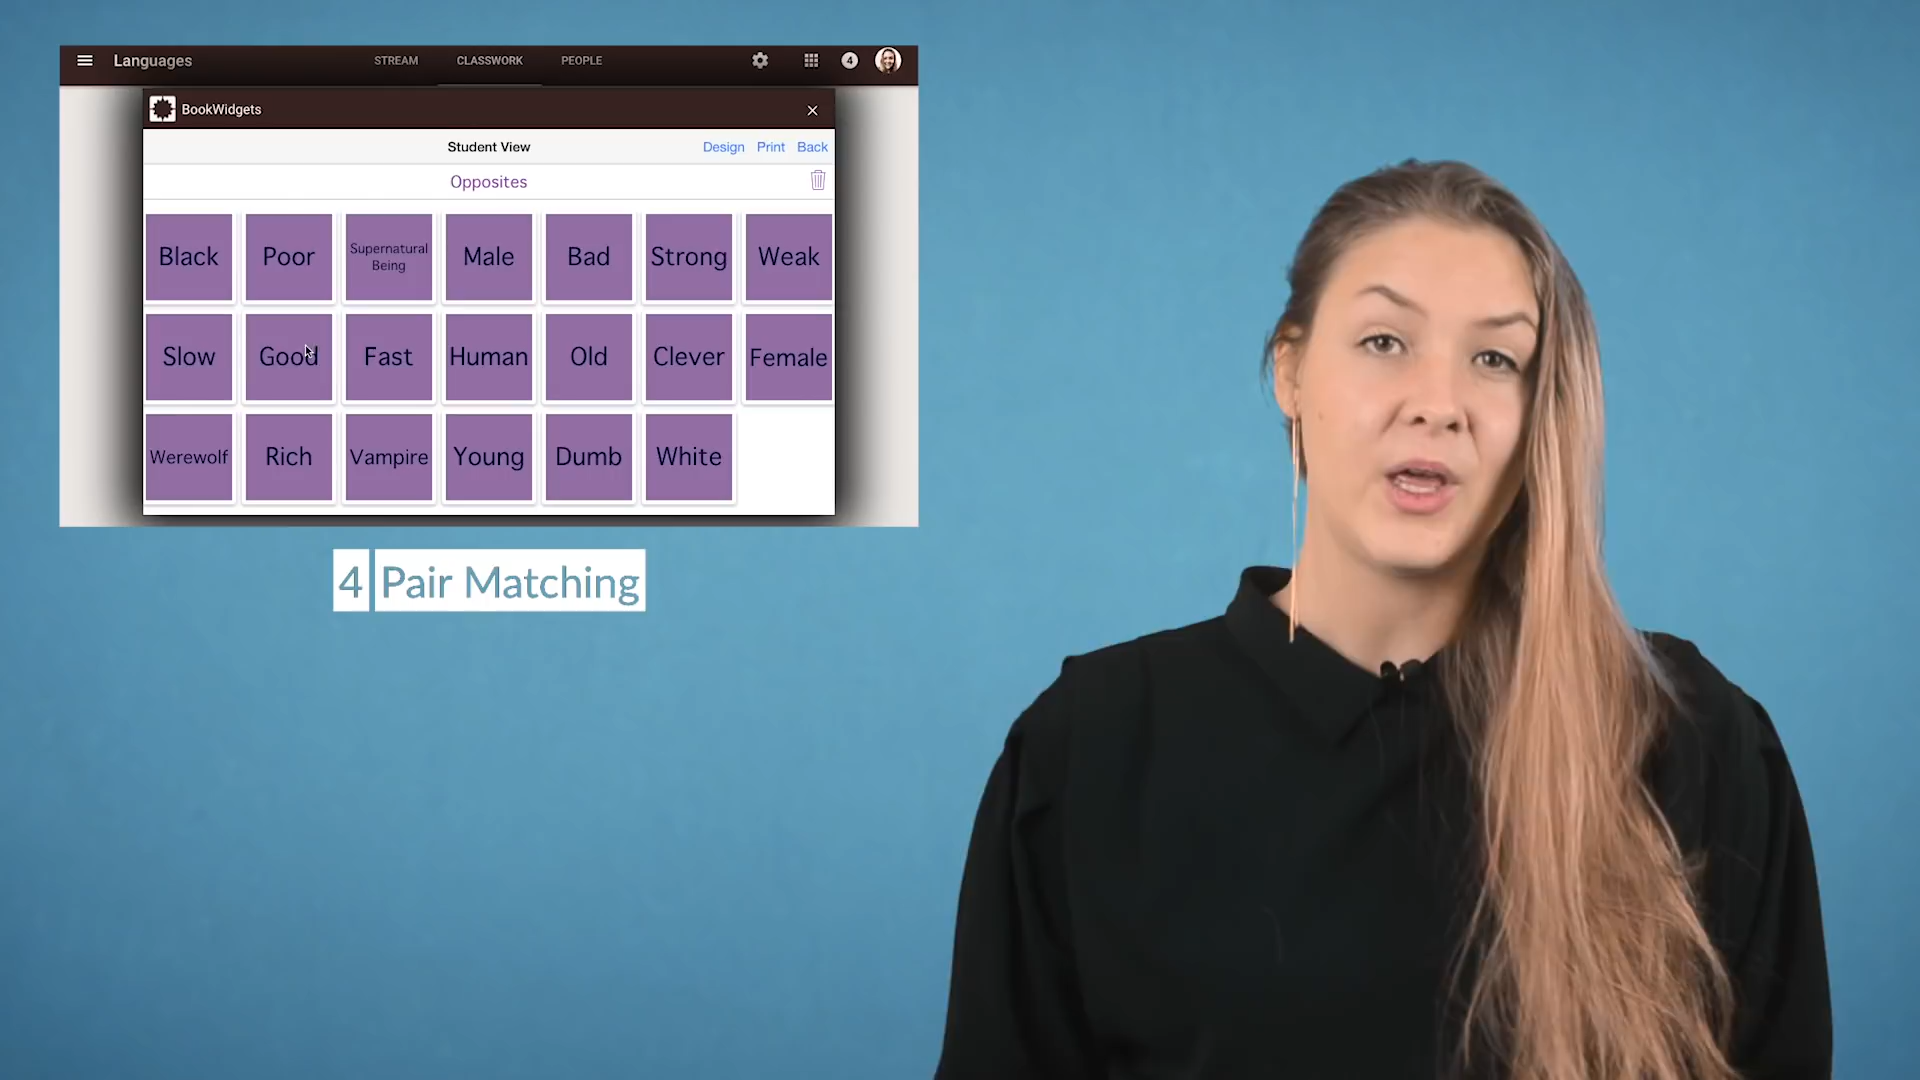 Languages STREAM CLASSWORK PEOPLE 4
BookWidgets
Student View Design Print Back
Opposites
Black Poor Supernatural Being Male Bad Strong Weak
Slow Good Fast Human Old Clever Female
Werewolf Rich Vampire Young Dumb White
4 Pair Matching